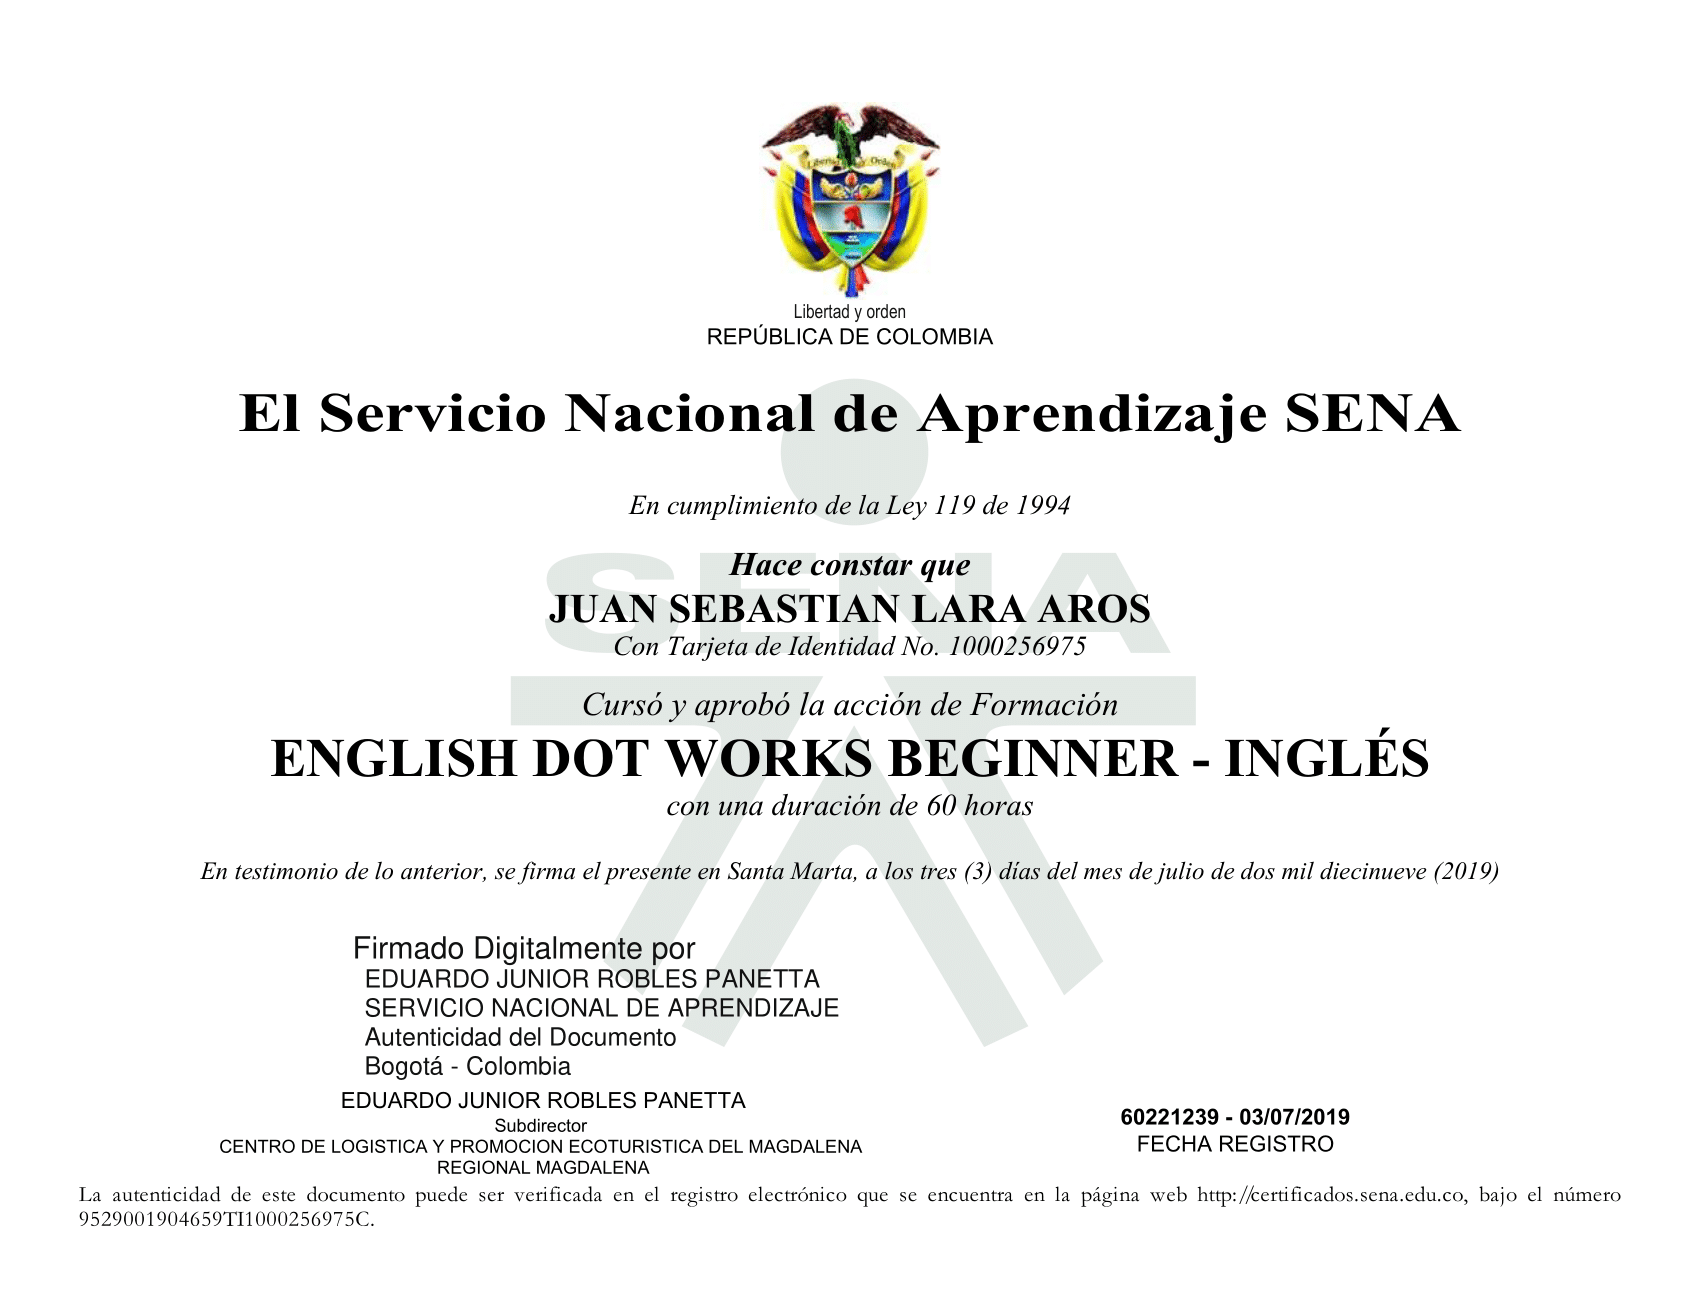 Libertad y Orden
Libertad y orden
REPÚBLICA DE COLOMBIA
El Servicio Nacional de Aprendizaje SENA
En cumplimiento de la Ley 119 de 1994
SENA
Hace constar que
JUAN SEBASTIAN LARA AROS
Con Tarjeta de Identidad No. 1000256975
Cursó y aprobó la acción de Formación
ENGLISH DOT WORKS BEGINNER - INGLÉS
con una duración de 60 horas
En testimonio de lo anterior, se firma el presente en Santa Marta, a los tres (3) días del mes de julio de dos mil diecinueve (2019)
Firmado Digitalmente por
EDUARDO JUNIOR ROBLES PANETTA
SERVICIO NACIONAL DE APRENDIZAJE
Autenticidad del Documento
Bogotá - Colombia
EDUARDO JUNIOR ROBLES PANETTA
Subdirector
CENTRO DE LOGISTICA Y PROMOCION ECOTURISTICA DEL MAGDALENA
REGIONAL MAGDALENA
60221239 - 03/07/2019
FECHA REGISTRO
La autenticidad de este documento puede ser verificada en el registro electrónico que se encuentra en la página web http://certificados.sena.edu.co, bajo el número
9529001904659TI1000256975C.